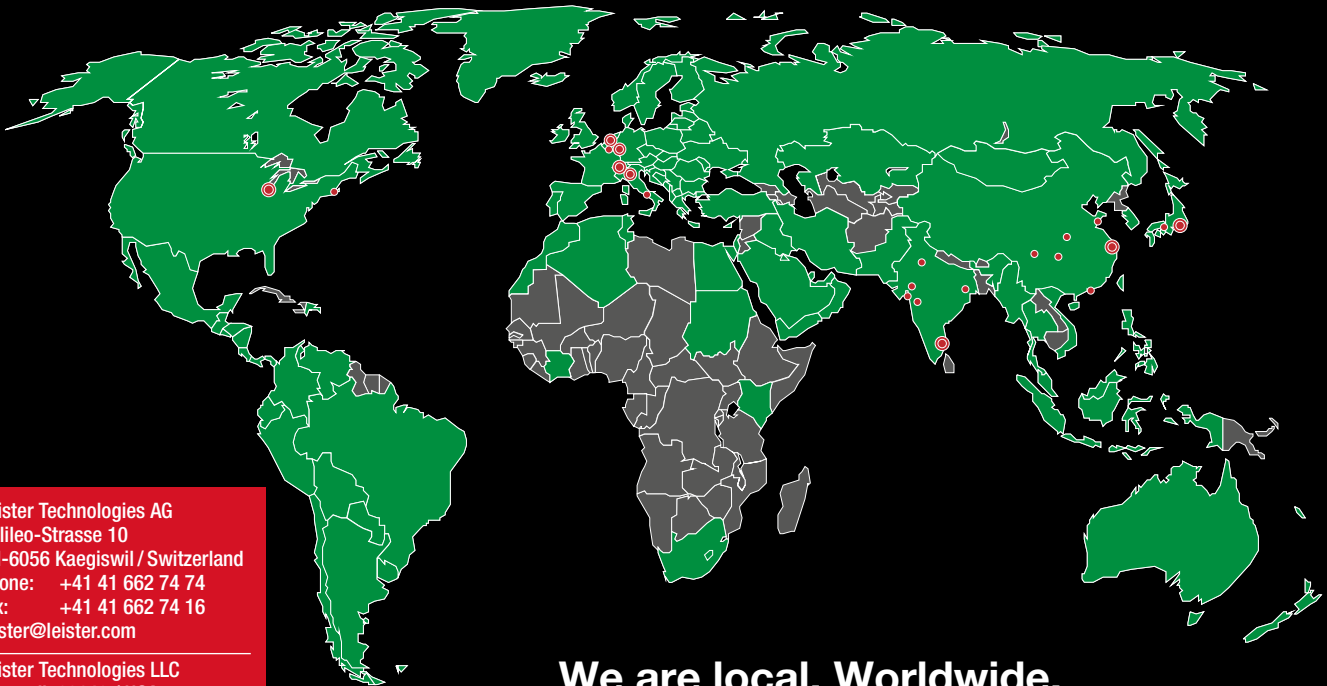 ister Technologies AG
lileo-Strasse 10
-6056 Kaegiswil / Switzerland
one: +41 41 662 74 74
x: +41 41 662 74 16
ster@leister.com
ister Technologies LLC
We are local. Worldwide.